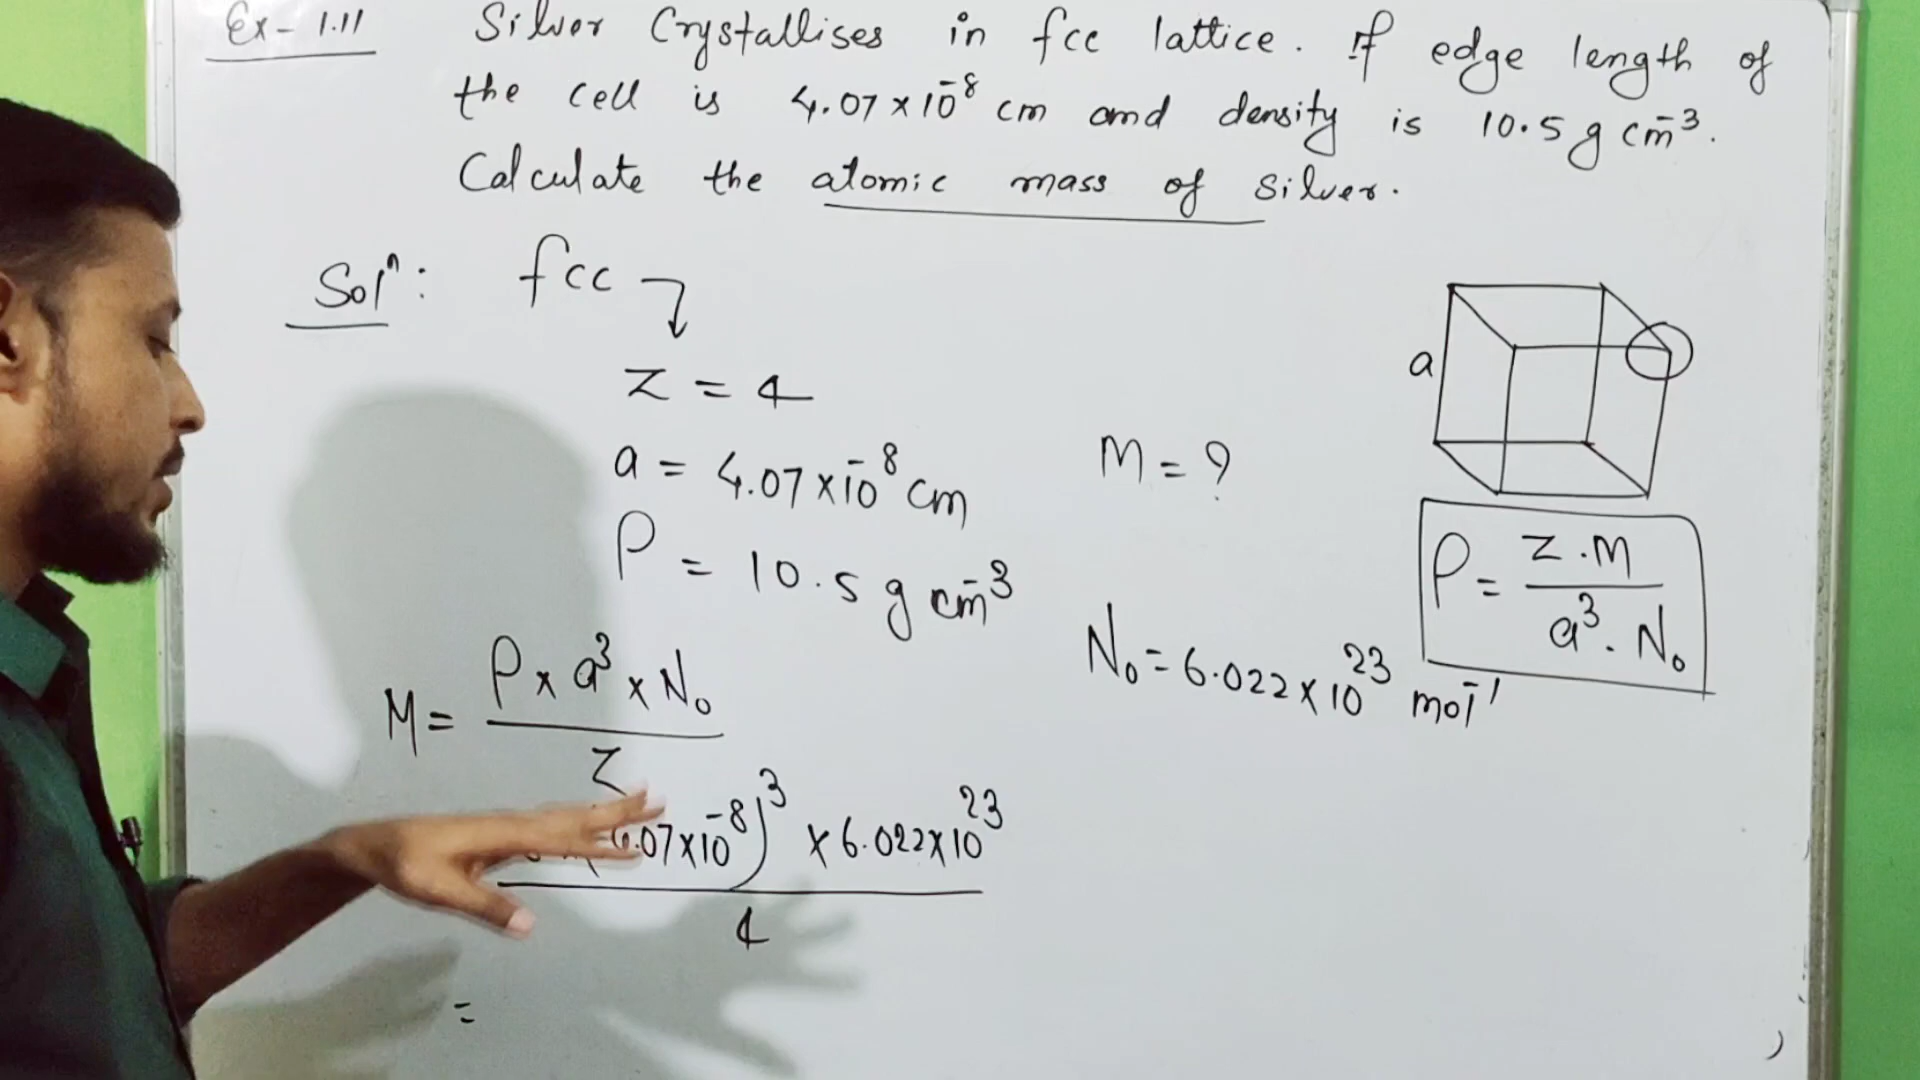 Ex - 1.11 Silver Crystallises in fcc lattice. If edge length of
the cell is 4.07 × 10⁻⁸ cm and density is 10.5 g cm⁻³.
Calculate the atomic mass of silver.
Solⁿ: fcc
z = 4
a
a = 4.07 × 10⁻⁸ cm
M = ?
ρ = 10.5 g cm⁻³
ρ = z . M / a³ . N₀
N₀ = 6.022 × 10²³ mol⁻¹
M = ρ × a³ × N₀ / z
.07 × 10⁻⁸)³ × 6.022 × 10²³ / 4
=